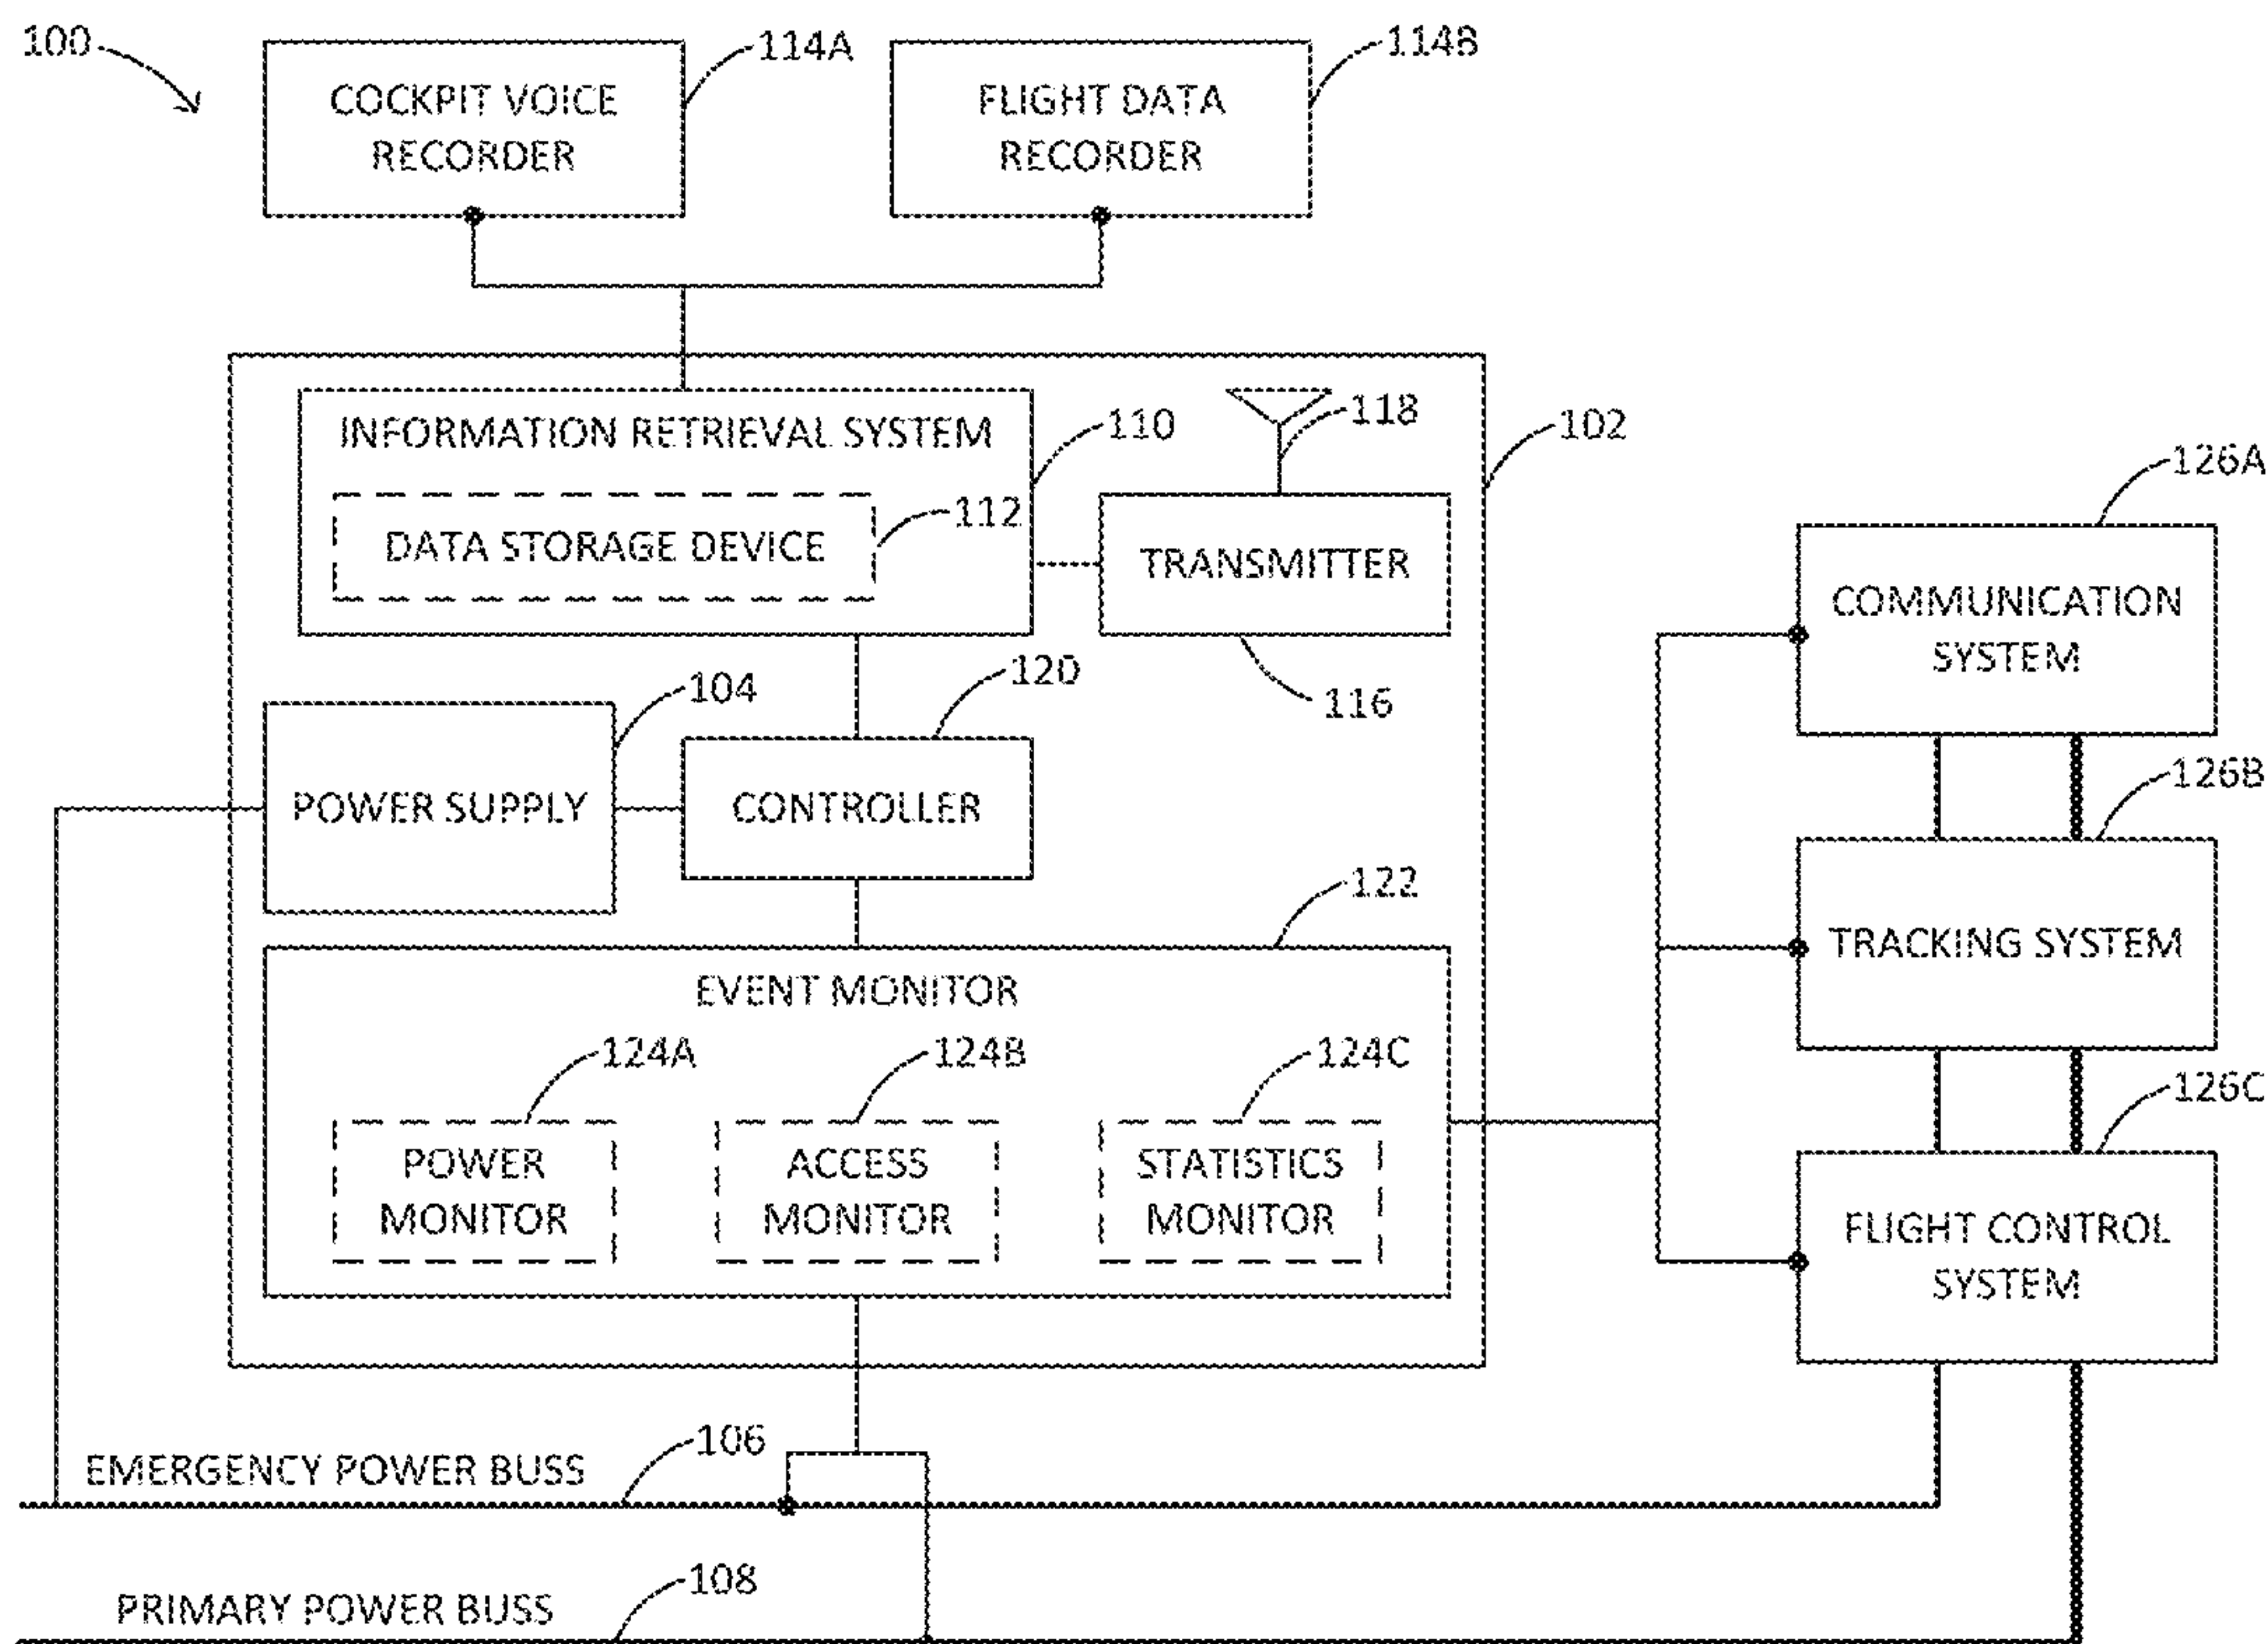 100
114A
114B
COCKPIT VOICE
RECORDER
FLIGHT DATA
RECORDER
INFORMATION RETRIEVAL SYSTEM
110
118
102
126A
112
DATA STORAGE DEVICE
TRANSMITTER
COMMUNICATION
SYSTEM
104
120
116
126B
POWER SUPPLY
CONTROLLER
122
TRACKING SYSTEM
EVENT MONITOR
124A
124B
124C
126C
POWER
MONITOR
ACCESS
MONITOR
STATISTICS
MONITOR
FLIGHT CONTROL
SYSTEM
106
EMERGENCY POWER BUSS
108
PRIMARY POWER BUSS